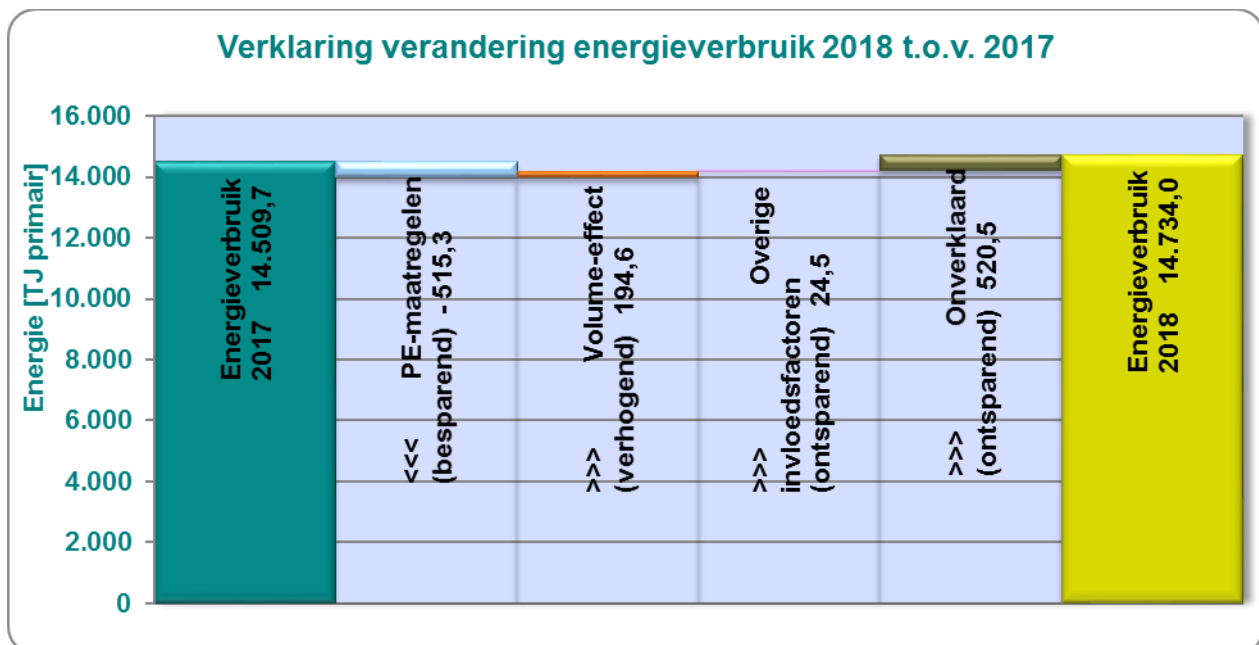 Verklaring verandering energieverbruik 2018 t.o.v. 2017
Energie [TJ primair]
16.000
14.000
12.000
10.000
8.000
6.000
4.000
2.000
0
Energieverbruik
2017 14.509,7
<<< PE-maatregelen
(besparend) - 515,3
>>> Volume-effect
(verhogend) 194,6
>>> Overige
invloedsfactoren
(ontsparend) 24,5
>>> Onverklaard
(ontsparend) 520,5
Energieverbruik
2018 14.734,0